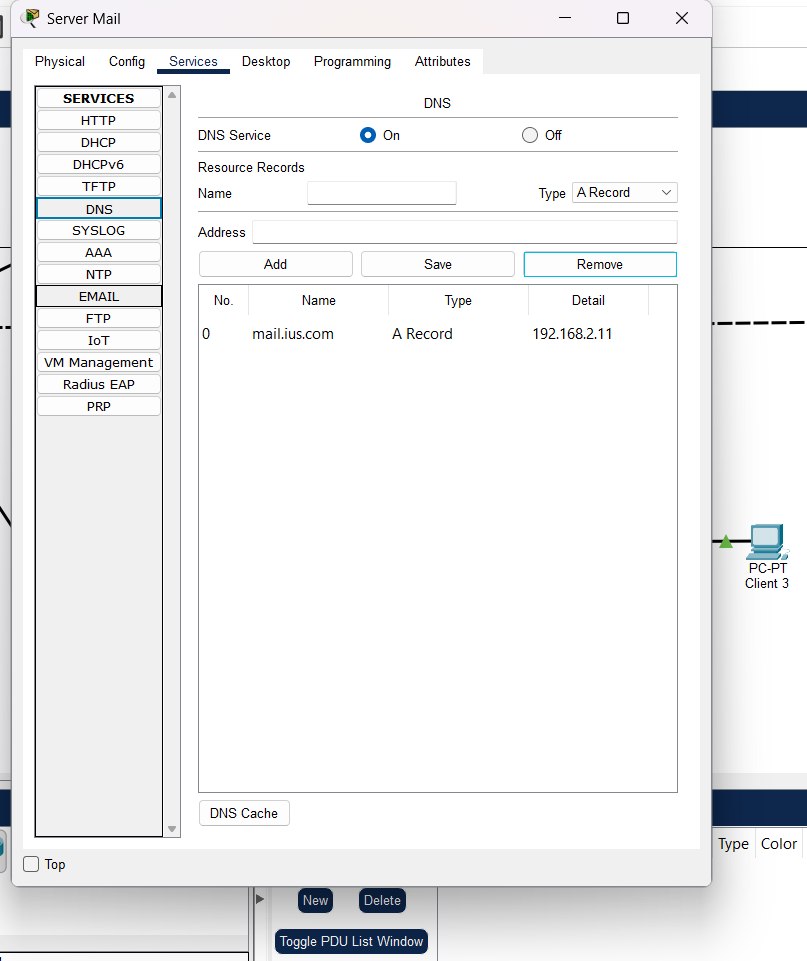 Server Mail
Physical Config Services Desktop Programming Attributes
SERVICES
HTTP
DHCP
DHCPv6
TFTP
DNS
SYSLOG
AAA
NTP
EMAIL
FTP
IoT
VM Management
Radius EAP
PRP
DNS
DNS Service On Off
Resource Records
Name Type A Record
Address
Add Save Remove
No. Name Type Detail
0 mail.ius.com A Record 192.168.2.11
DNS Cache
Top
PC-PT
Client 3
Type Color
New Delete
Toggle PDU List Window